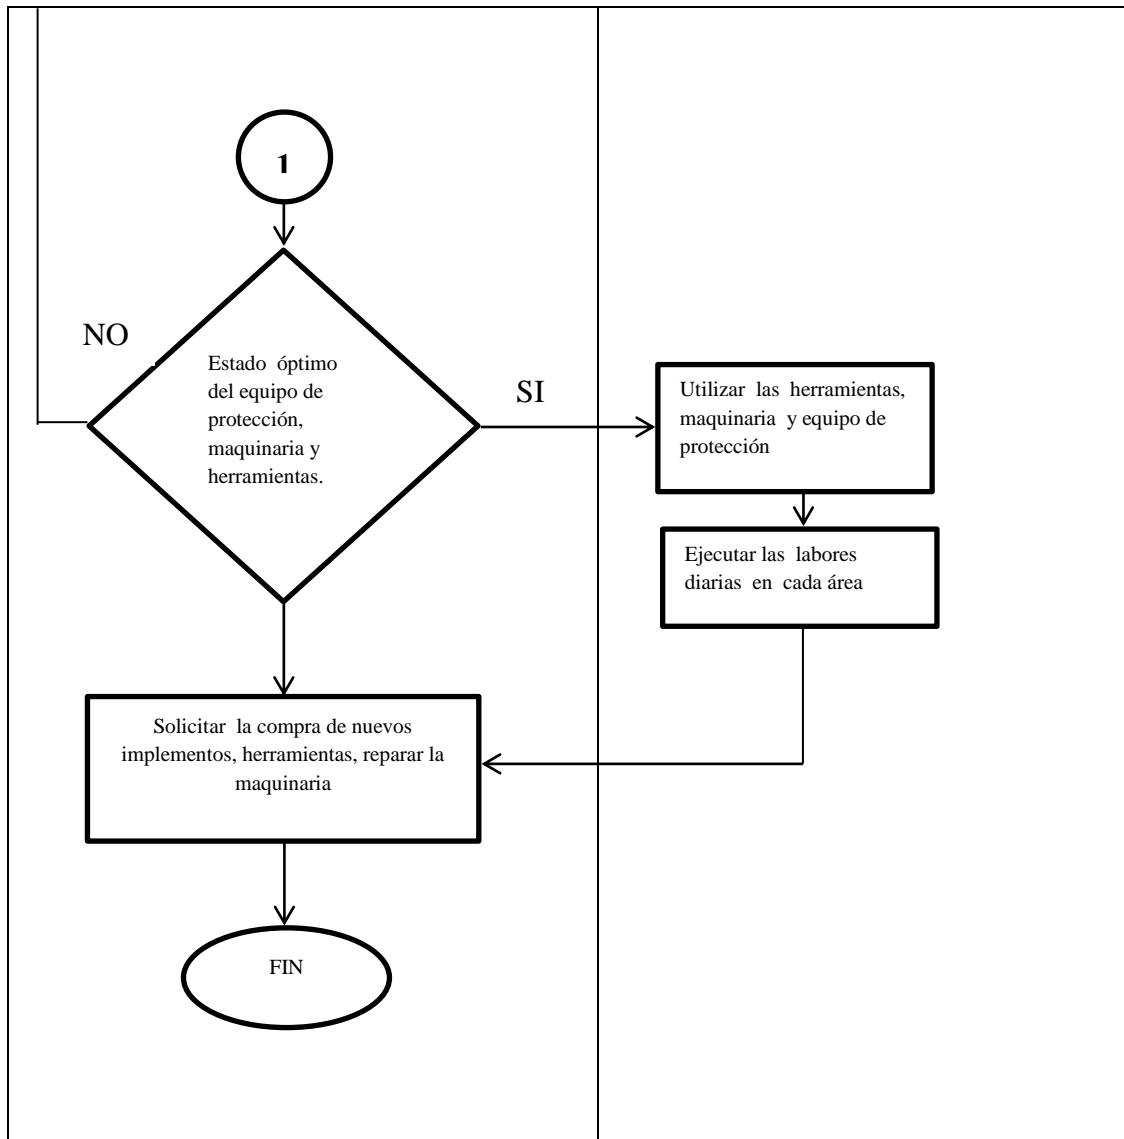 1
NO
Estado óptimo
del equipo de
protección,
maquinaria y
herramientas.
SI
Utilizar las herramientas,
maquinaria y equipo de
protección
Ejecutar las labores
diarias en cada área
Solicitar la compra de nuevos
implementos, herramientas, reparar la
maquinaria
FIN